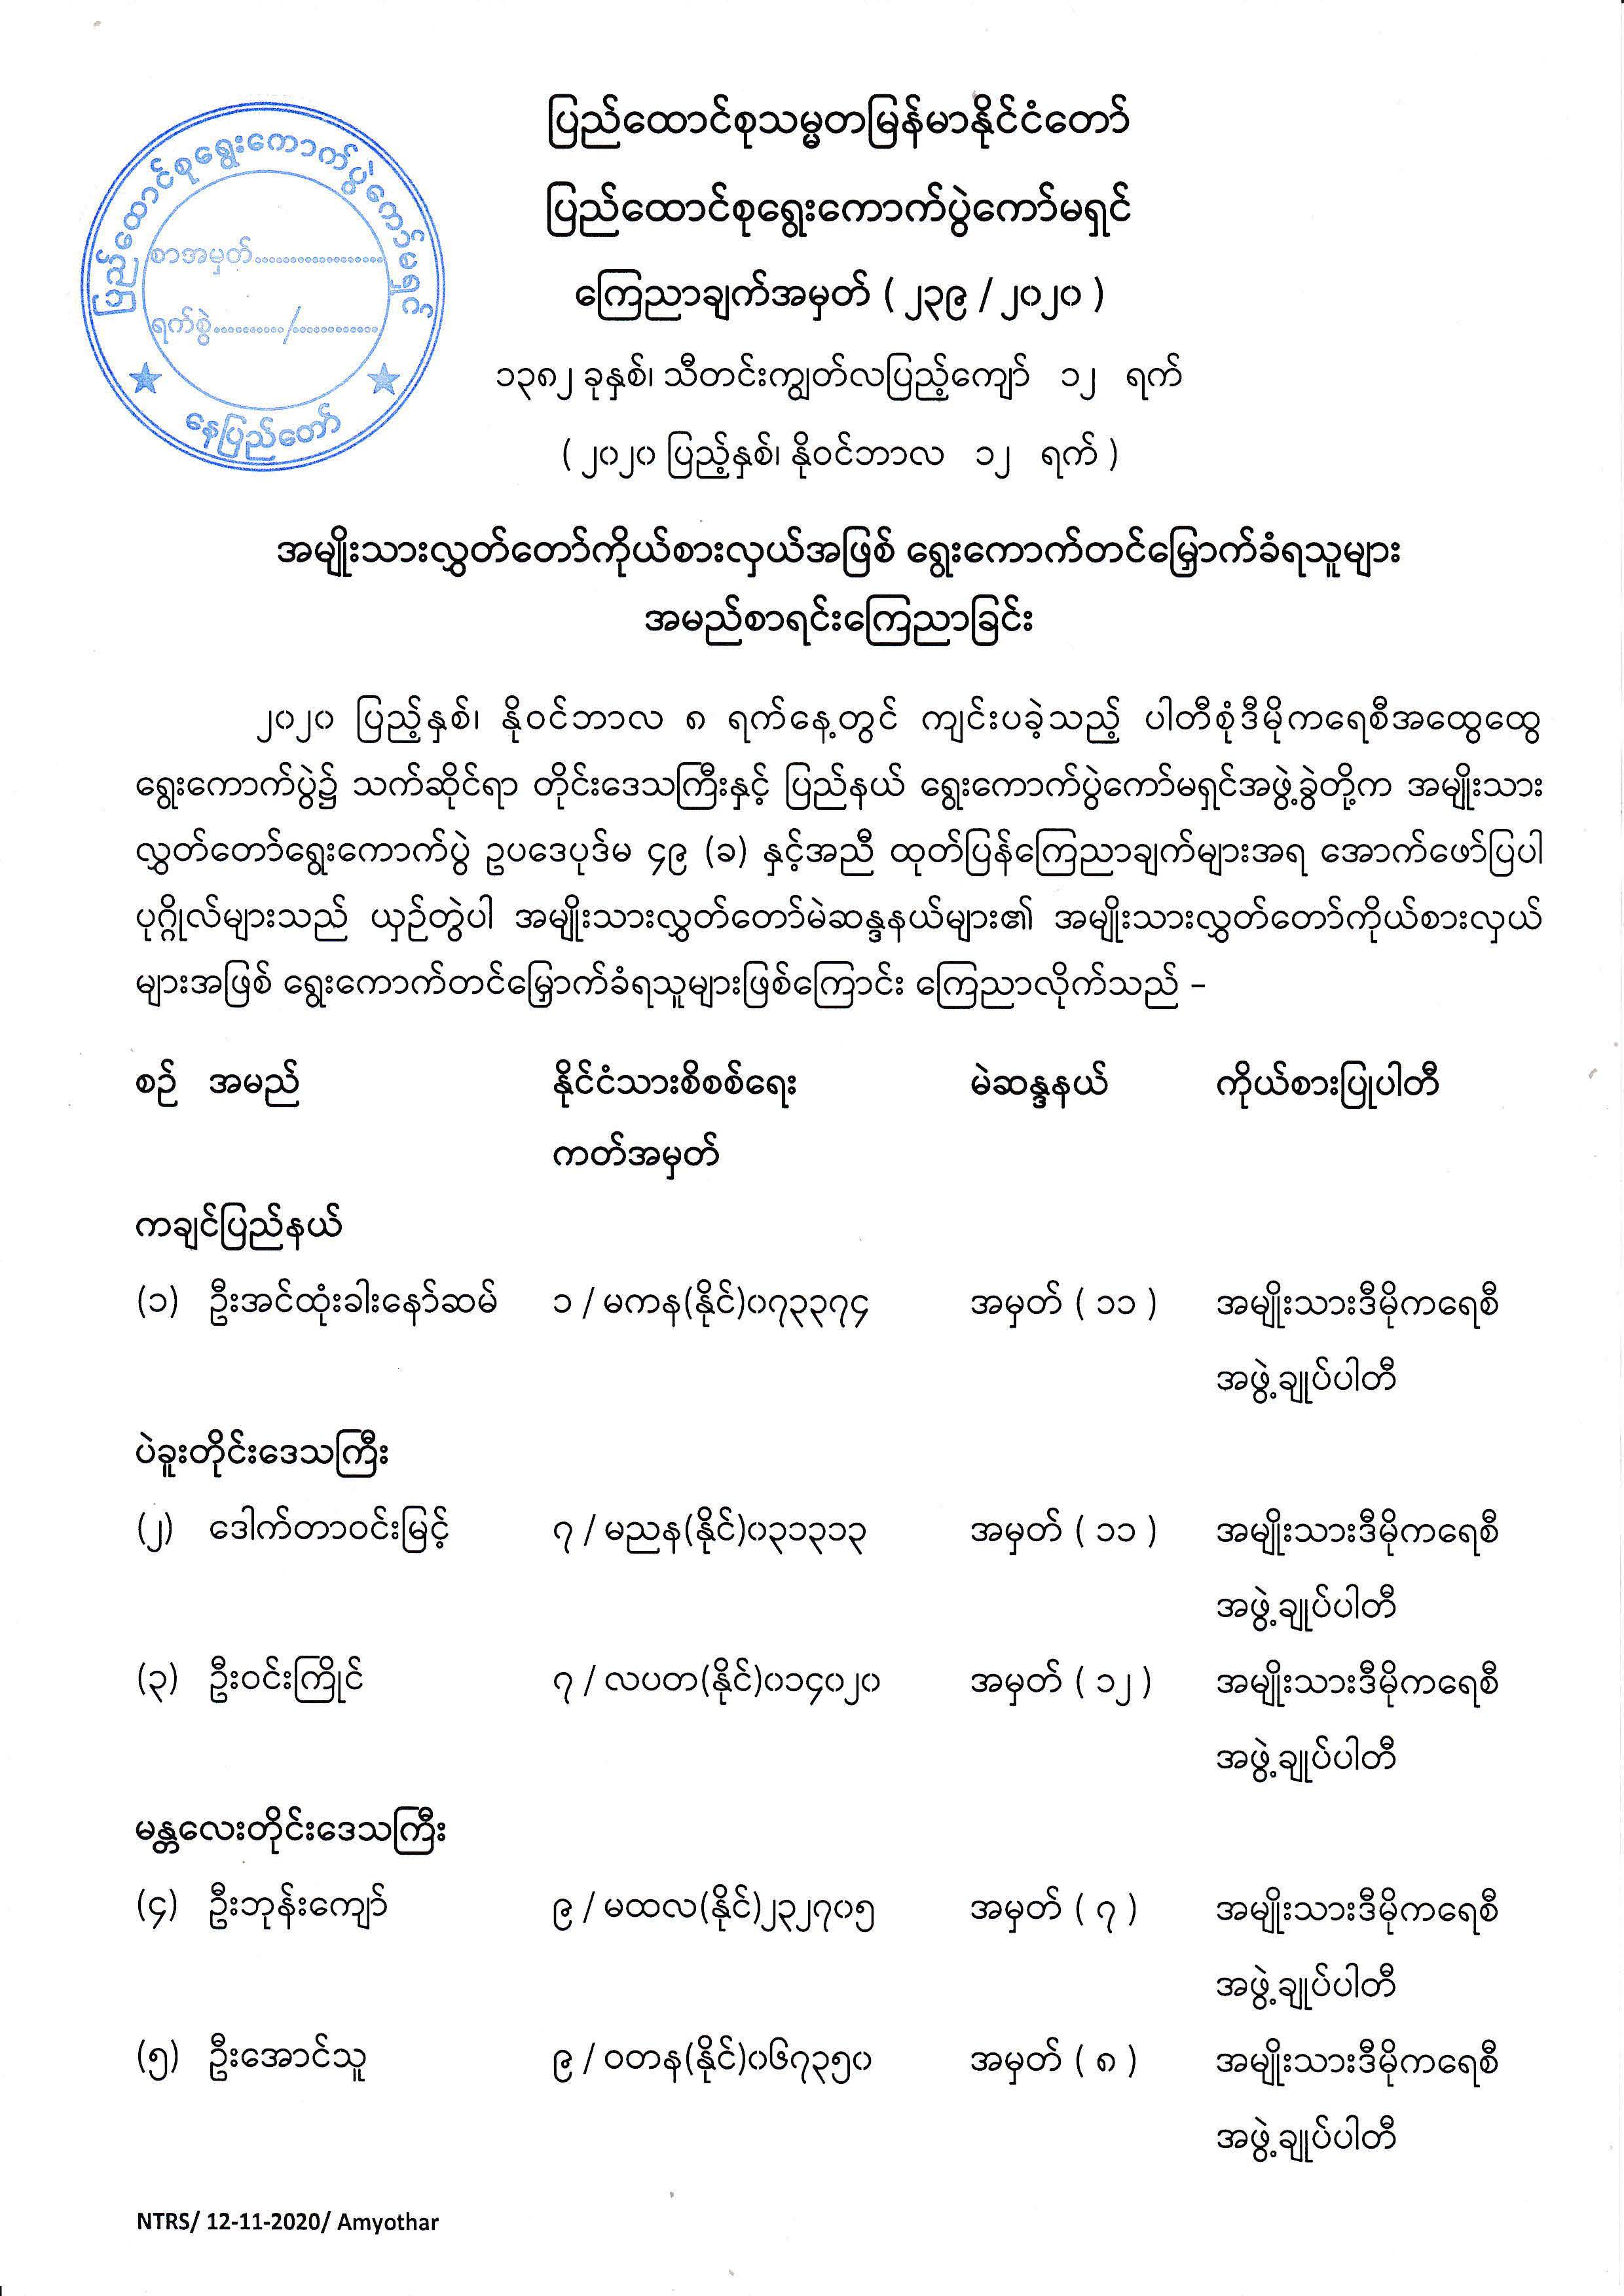 ပြည်ထောင်စုသမ္မတမြန်မာနိုင်ငံတော်
ပြည်ထောင်စုရွေးကောက်ပွဲကော်မရှင်
ကြေညာချက်အမှတ် ( ၂၃၉ / ၂၀၂၀ )
၁၃၈၂ ခုနှစ်၊ သီတင်းကျွတ်လပြည့်ကျော် ၁၂ ရက်
( ၂၀၂၀ ပြည့်နှစ်၊ နိုဝင်ဘာလ ၁၂ ရက် )
ပြည်ထောင်စုရွေးကောက်ပွဲကော်မရှင်
စာအမှတ်...................
ရက်စွဲ........../............
နေပြည်တော်
အမျိုးသားလွှတ်တော်ကိုယ်စားလှယ်အဖြစ် ရွေးကောက်တင်မြှောက်ခံရသူများ
အမည်စာရင်းကြေညာခြင်း
၂၀၂၀ ပြည့်နှစ်၊ နိုဝင်ဘာလ ၈ ရက်နေ့တွင် ကျင်းပခဲ့သည့် ပါတီစုံဒီမိုကရေစီအထွေထွေ
ရွေးကောက်ပွဲ၌ သက်ဆိုင်ရာ တိုင်းဒေသကြီးနှင့် ပြည်နယ် ရွေးကောက်ပွဲကော်မရှင်အဖွဲ့ခွဲတို့က အမျိုးသား
လွှတ်တော်ရွေးကောက်ပွဲ ဥပဒေပုဒ်မ ၄၉ (ခ) နှင့်အညီ ထုတ်ပြန်ကြေညာချက်များအရ အောက်ဖော်ပြပါ
ပုဂ္ဂိုလ်များသည် ယှဉ်တွဲပါ အမျိုးသားလွှတ်တော်မဲဆန္ဒနယ်များ၏ အမျိုးသားလွှတ်တော်ကိုယ်စားလှယ်
များအဖြစ် ရွေးကောက်တင်မြှောက်ခံရသူများဖြစ်ကြောင်း ကြေညာလိုက်သည် –
စဉ် အမည် နိုင်ငံသားစိစစ်ရေး မဲဆန္ဒနယ် ကိုယ်စားပြုပါတီ
ကတ်အမှတ်
ကချင်ပြည်နယ်
(၁) ဦးအင်ထုံးခါးနော်ဆမ် ၁ / မကန(နိုင်)၀၇၃၃၇၄ အမှတ် ( ၁၁ ) အမျိုးသားဒီမိုကရေစီ
အဖွဲ့ချုပ်ပါတီ
ပဲခူးတိုင်းဒေသကြီး
(၂) ဒေါက်တာဝင်းမြင့် ၇ / မညန(နိုင်)၀၃၁၃၁၃ အမှတ် ( ၁၁ ) အမျိုးသားဒီမိုကရေစီ
အဖွဲ့ချုပ်ပါတီ
(၃) ဦးဝင်းကြိုင် ၇ / လပတ(နိုင်)၀၁၄၀၂၀ အမှတ် ( ၁၂ ) အမျိုးသားဒီမိုကရေစီ
အဖွဲ့ချုပ်ပါတီ
မန္တလေးတိုင်းဒေသကြီး
(၄) ဦးဘုန်းကျော် ၉ / မထလ(နိုင်)၂၃၂၇၀၅ အမှတ် ( ၇ ) အမျိုးသားဒီမိုကရေစီ
အဖွဲ့ချုပ်ပါတီ
(၅) ဦးအောင်သူ ၉ / ဝတန(နိုင်)၀၆၇၃၅၀ အမှတ် ( ၈ ) အမျိုးသားဒီမိုကရေစီ
အဖွဲ့ချုပ်ပါတီ
NTRS/ 12-11-2020/ Amyothar